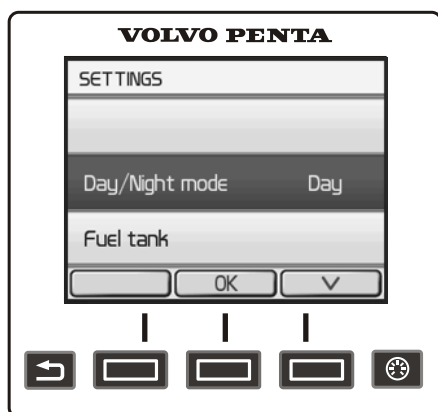 VOLVO PENTA
SETTINGS
Day/Night mode Day
Fuel tank
OK